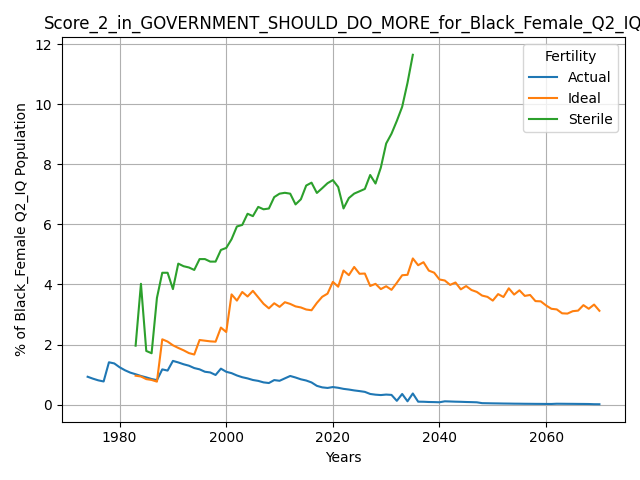 Score_2_in_GOVERNMENT_SHOULD_DO_MORE_for_Black_Female_Q2_IQ
12
10
8
6
4
2
0
% of Black_Female Q2_IQ Population
Fertility
Actual
Ideal
Sterile
1980
2000
2020
2040
2060
Years